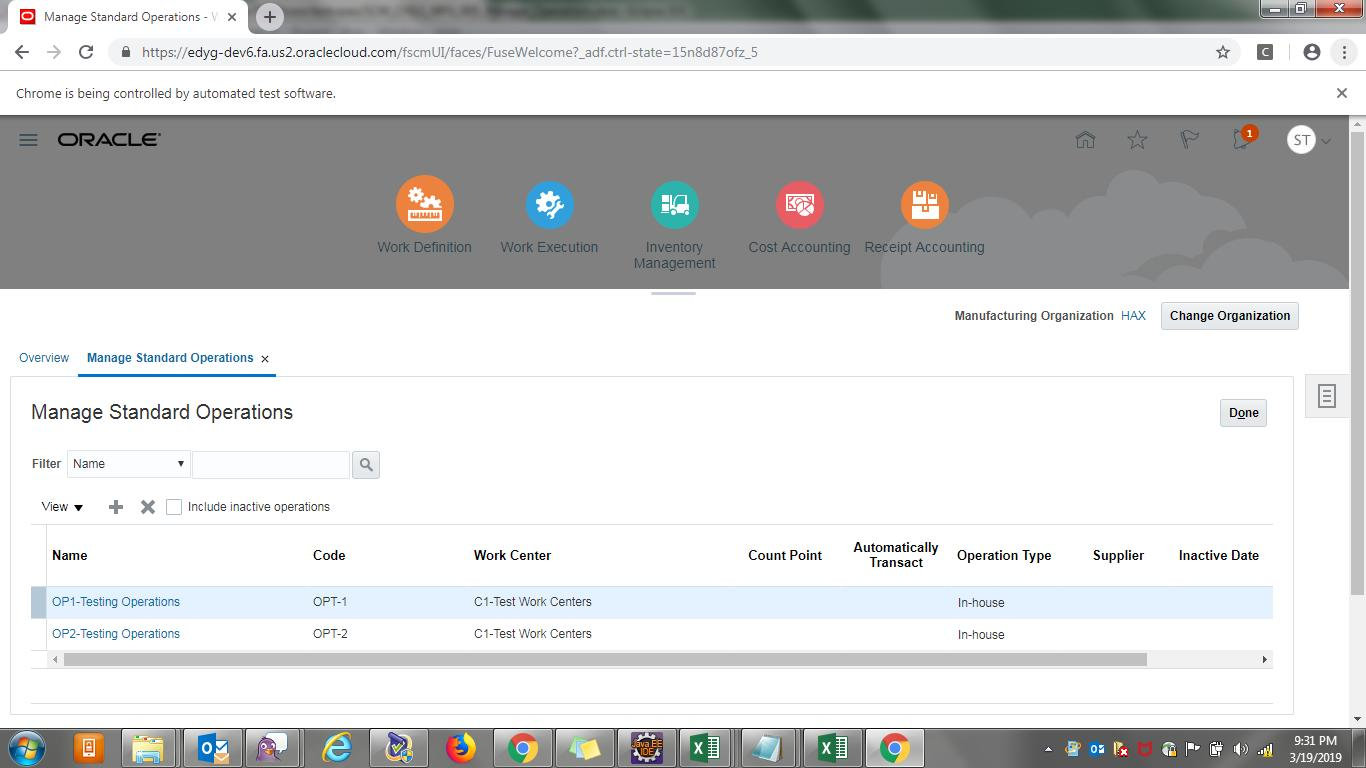 Manage Standard Operations - W
https://edyg-dev6.fa.us2.oraclecloud.com/fscmUI/faces/FuseWelcome?_adf.ctrl-state=15n8d87ofz_5
C
Chrome is being controlled by automated test software.
ORACLE
1
ST
Work Definition
Work Execution
Inventory
Management
Cost Accounting
Receipt Accounting
Manufacturing Organization HAX
Change Organization
Overview
Manage Standard Operations
Manage Standard Operations
Done
Filter Name
View
Include inactive operations
Name Code Work Center Count Point Automatically
Transact Operation Type Supplier Inactive Date
OP1-Testing Operations OPT-1 C1-Test Work Centers In-house
OP2-Testing Operations OPT-2 C1-Test Work Centers In-house
Java EE
IDE
9:31 PM
3/19/2019